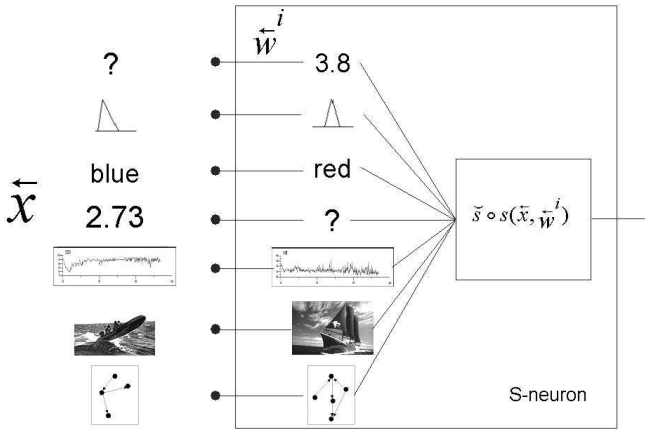 w⃖ⁱ
? 3.8
blue red
x⃖
2.73 ?
s̆ ∘ s(x⃖, w⃖ⁱ)
S-neuron